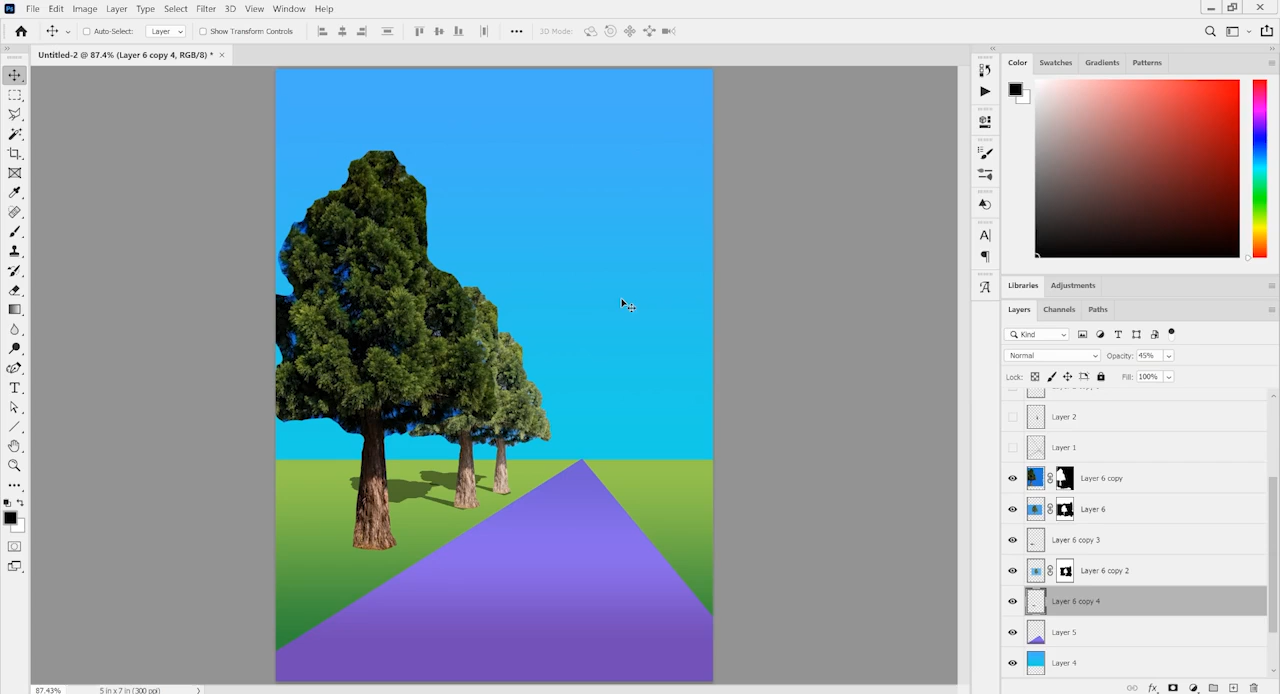 Ps File Edit Image Layer Type Select Filter 3D View Window Help
Auto-Select: Layer Show Transform Controls 3D Mode:
Untitled-2 @ 87.4% (Layer 6 copy 4, RGB/8) *
Color Swatches Gradients Patterns
Libraries Adjustments
Layers Channels Paths
Kind
Normal Opacity: 45%
Lock: Fill: 100%
Layer 2
Layer 1
Layer 6 copy
Layer 6
Layer 6 copy 3
Layer 6 copy 2
Layer 6 copy 4
Layer 5
Layer 4
87.43% 5 in x 7 in (300 ppi)